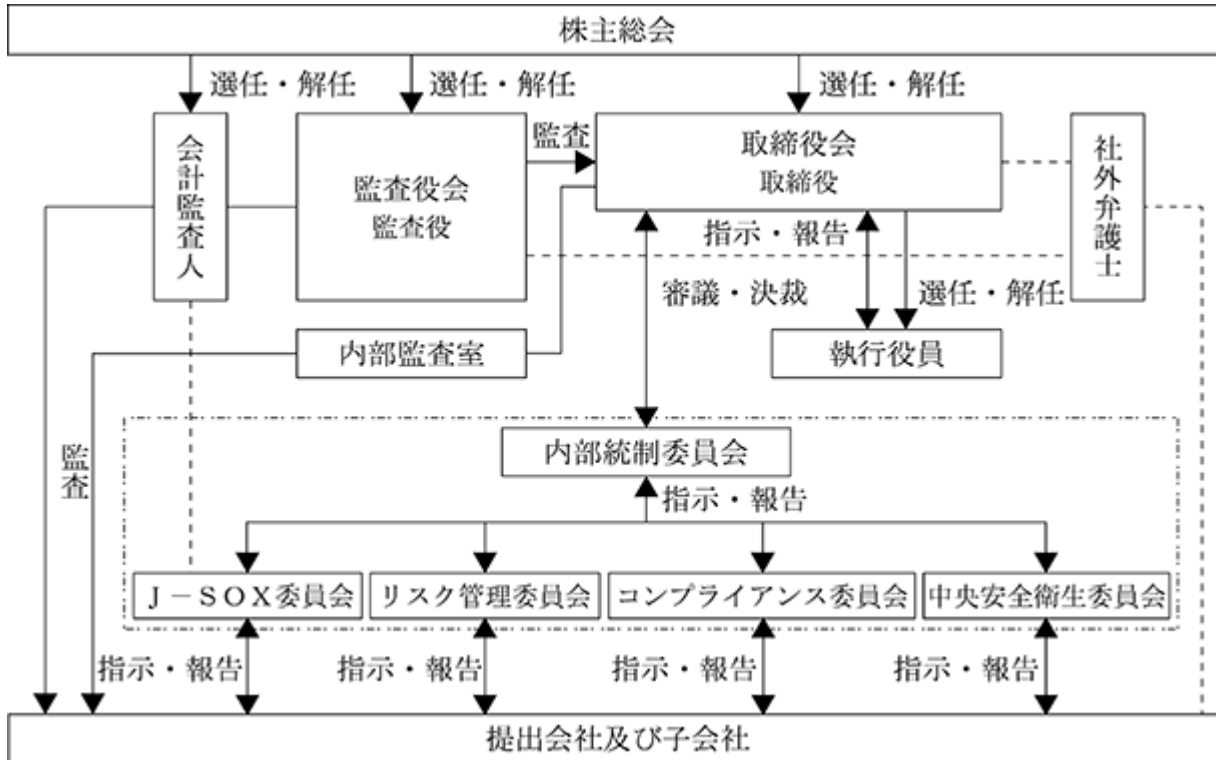 株主総会
選任・解任
選任・解任
選任・解任
会計監査人
監査役会
監査役
監査
取締役会
取締役
社外弁護士
指示・報告
審議・決裁
選任・解任
内部監査室
執行役員
監査
内部統制委員会
指示・報告
J－SOX委員会
リスク管理委員会
コンプライアンス委員会
中央安全衛生委員会
指示・報告
指示・報告
指示・報告
指示・報告
提出会社及び子会社